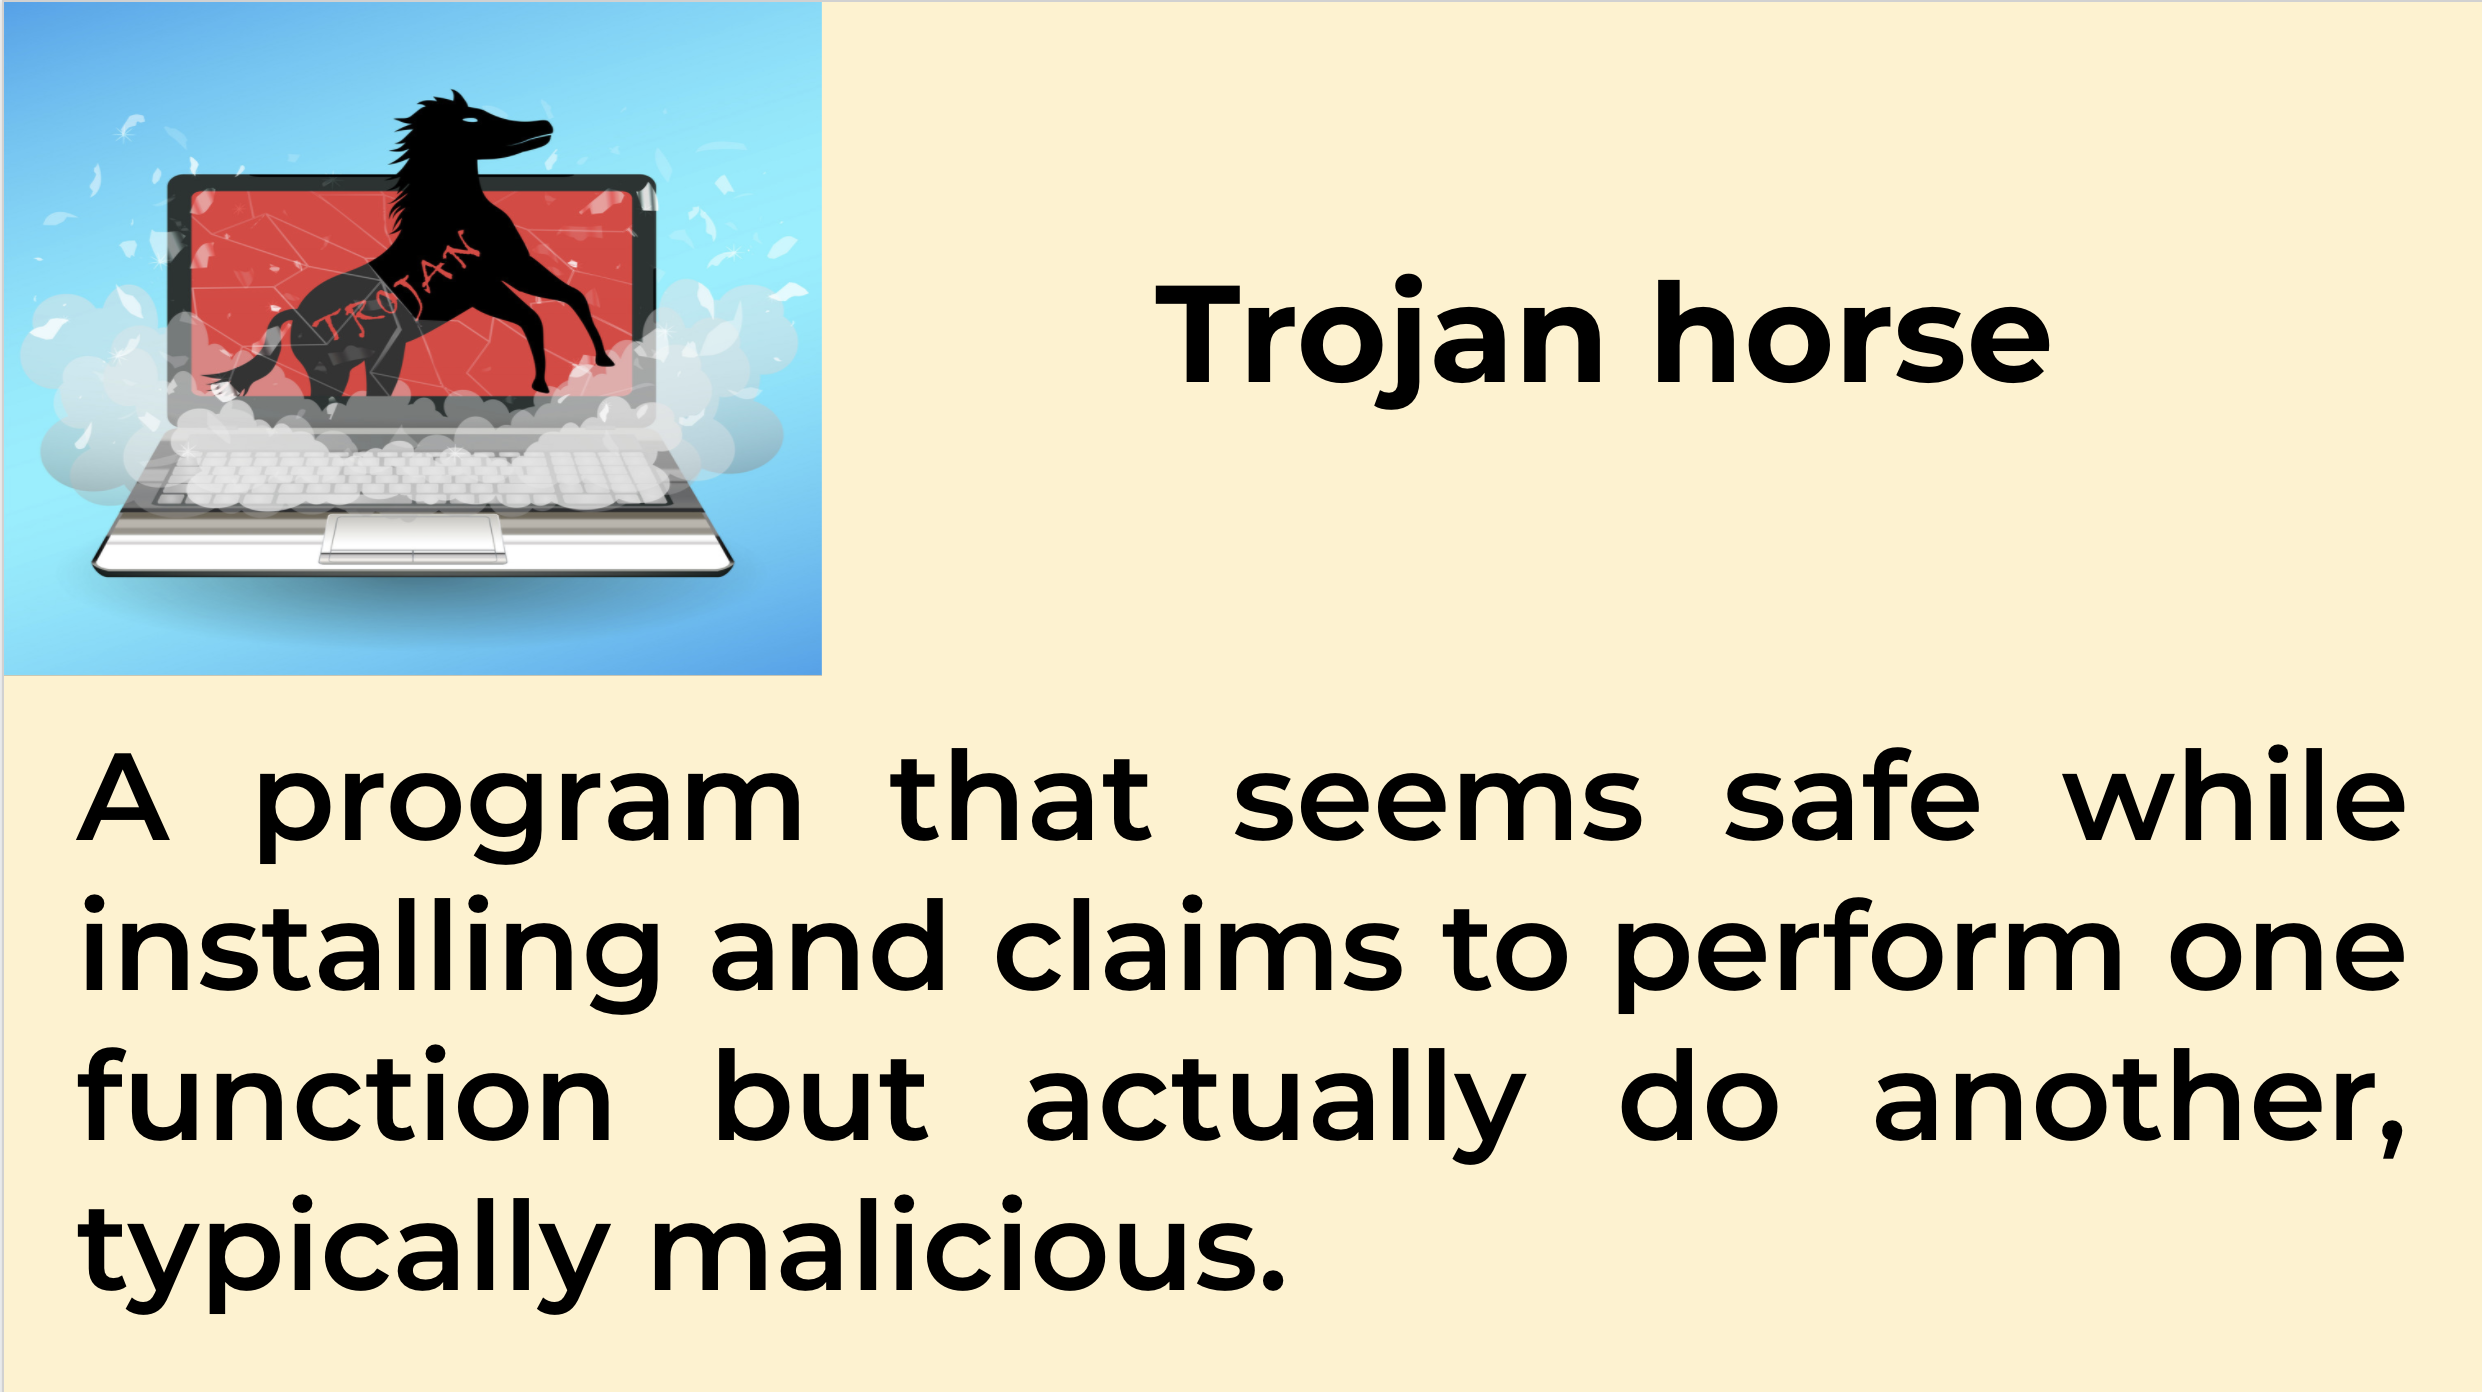 TROJAN
Trojan horse
A program that seems safe while
installing and claims to perform one
function but actually do another,
typically malicious.